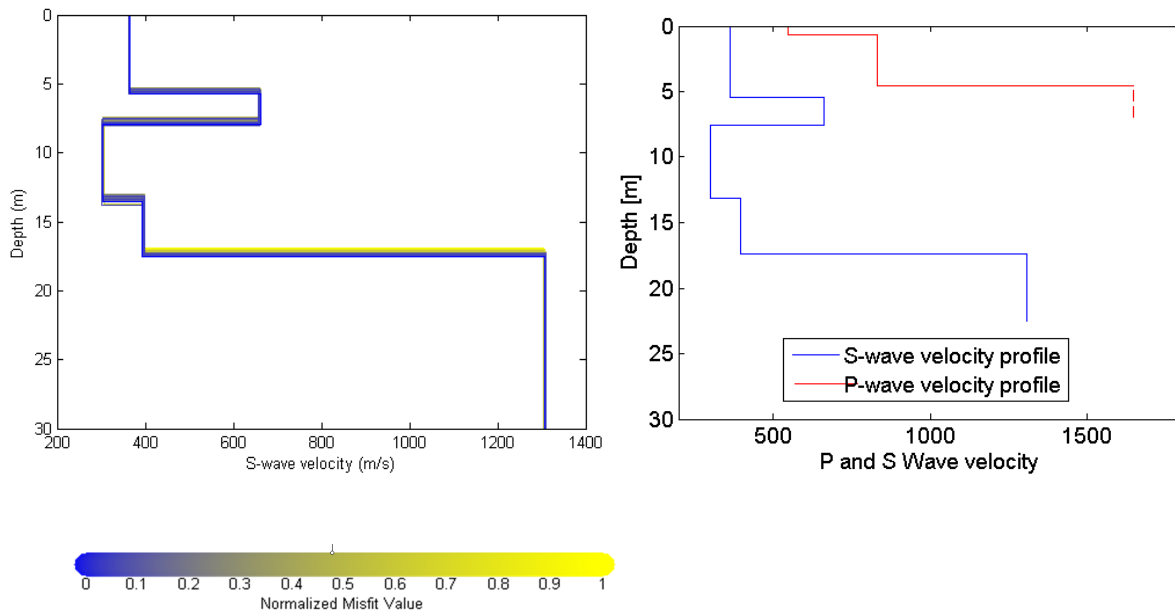 0
5
10
15
20
25
30
Depth (m)
200 400 600 800 1000 1200 1400
S-wave velocity (m/s)
0
5
10
15
20
25
30
Depth [m]
S-wave velocity profile
P-wave velocity profile
500 1000 1500
P and S Wave velocity
0 0.1 0.2 0.3 0.4 0.5 0.6 0.7 0.8 0.9 1
Normalized Misfit Value